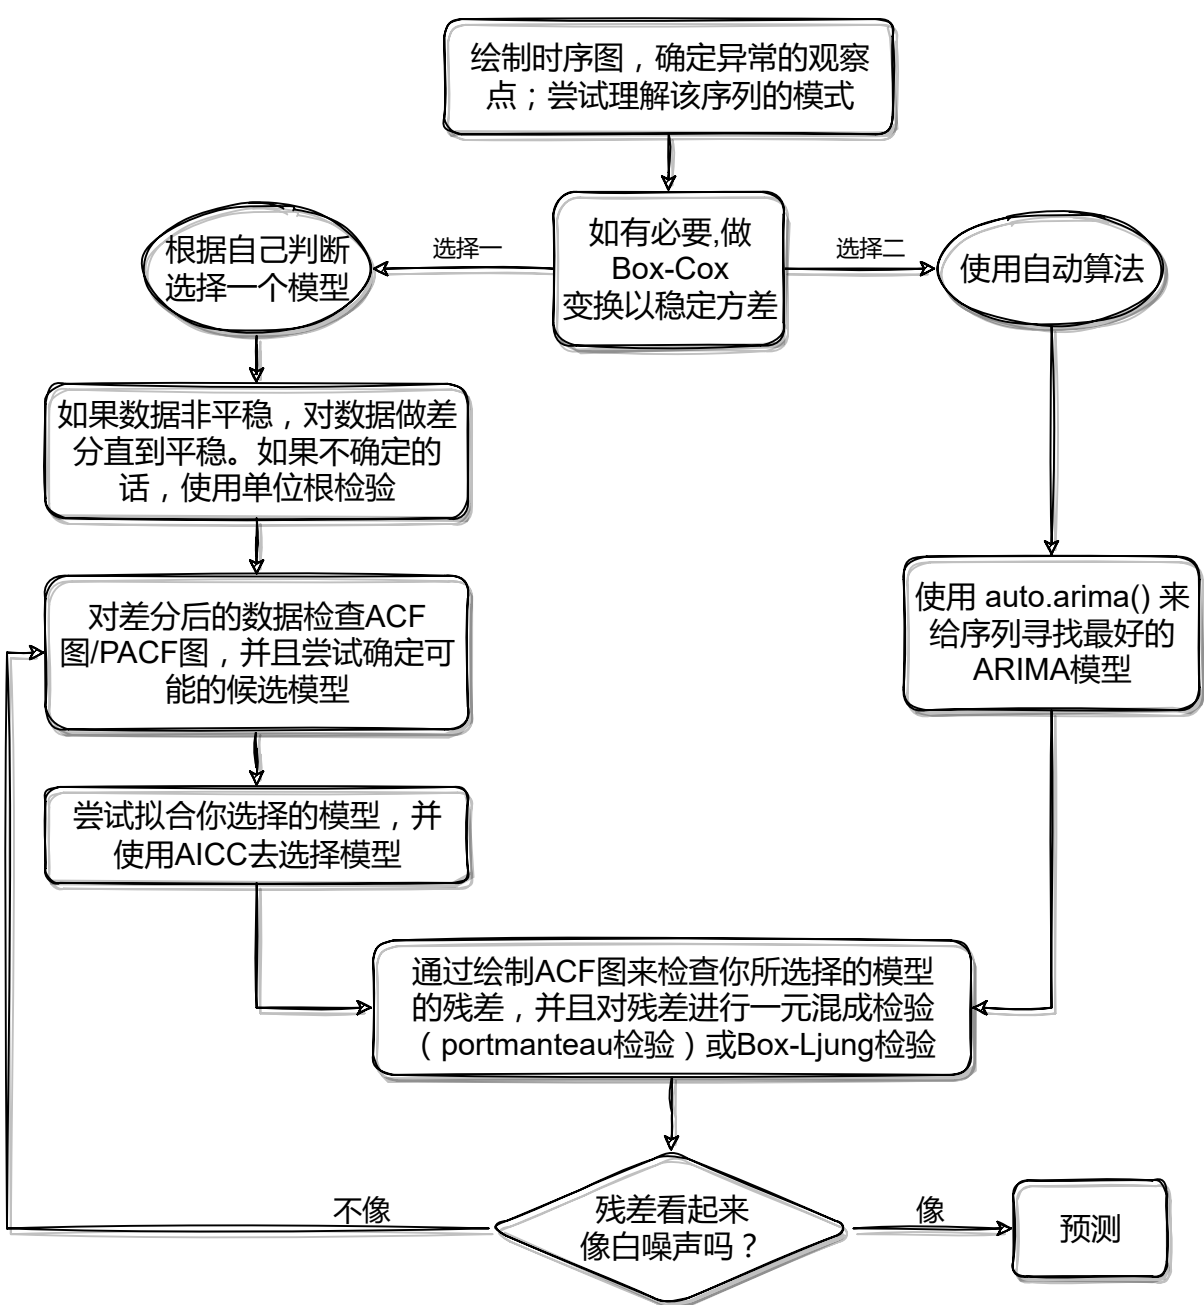 绘制时序图，确定异常的观察
点；尝试理解该序列的模式
如有必要,做
Box-Cox
变换以稳定方差
选择一
选择二
根据自己判断
选择一个模型
使用自动算法
如果数据非平稳，对数据做差
分直到平稳。如果不确定的
话，使用单位根检验
对差分后的数据检查ACF
图/PACF图，并且尝试确定可
能的候选模型
使用 auto.arima() 来
给序列寻找最好的
ARIMA模型
尝试拟合你选择的模型，并
使用AICC去选择模型
通过绘制ACF图来检查你所选择的模型
的残差，并且对残差进行一元混成检验
（portmanteau检验）或Box-Ljung检验
残差看起来
像白噪声吗？
不像
像
预测